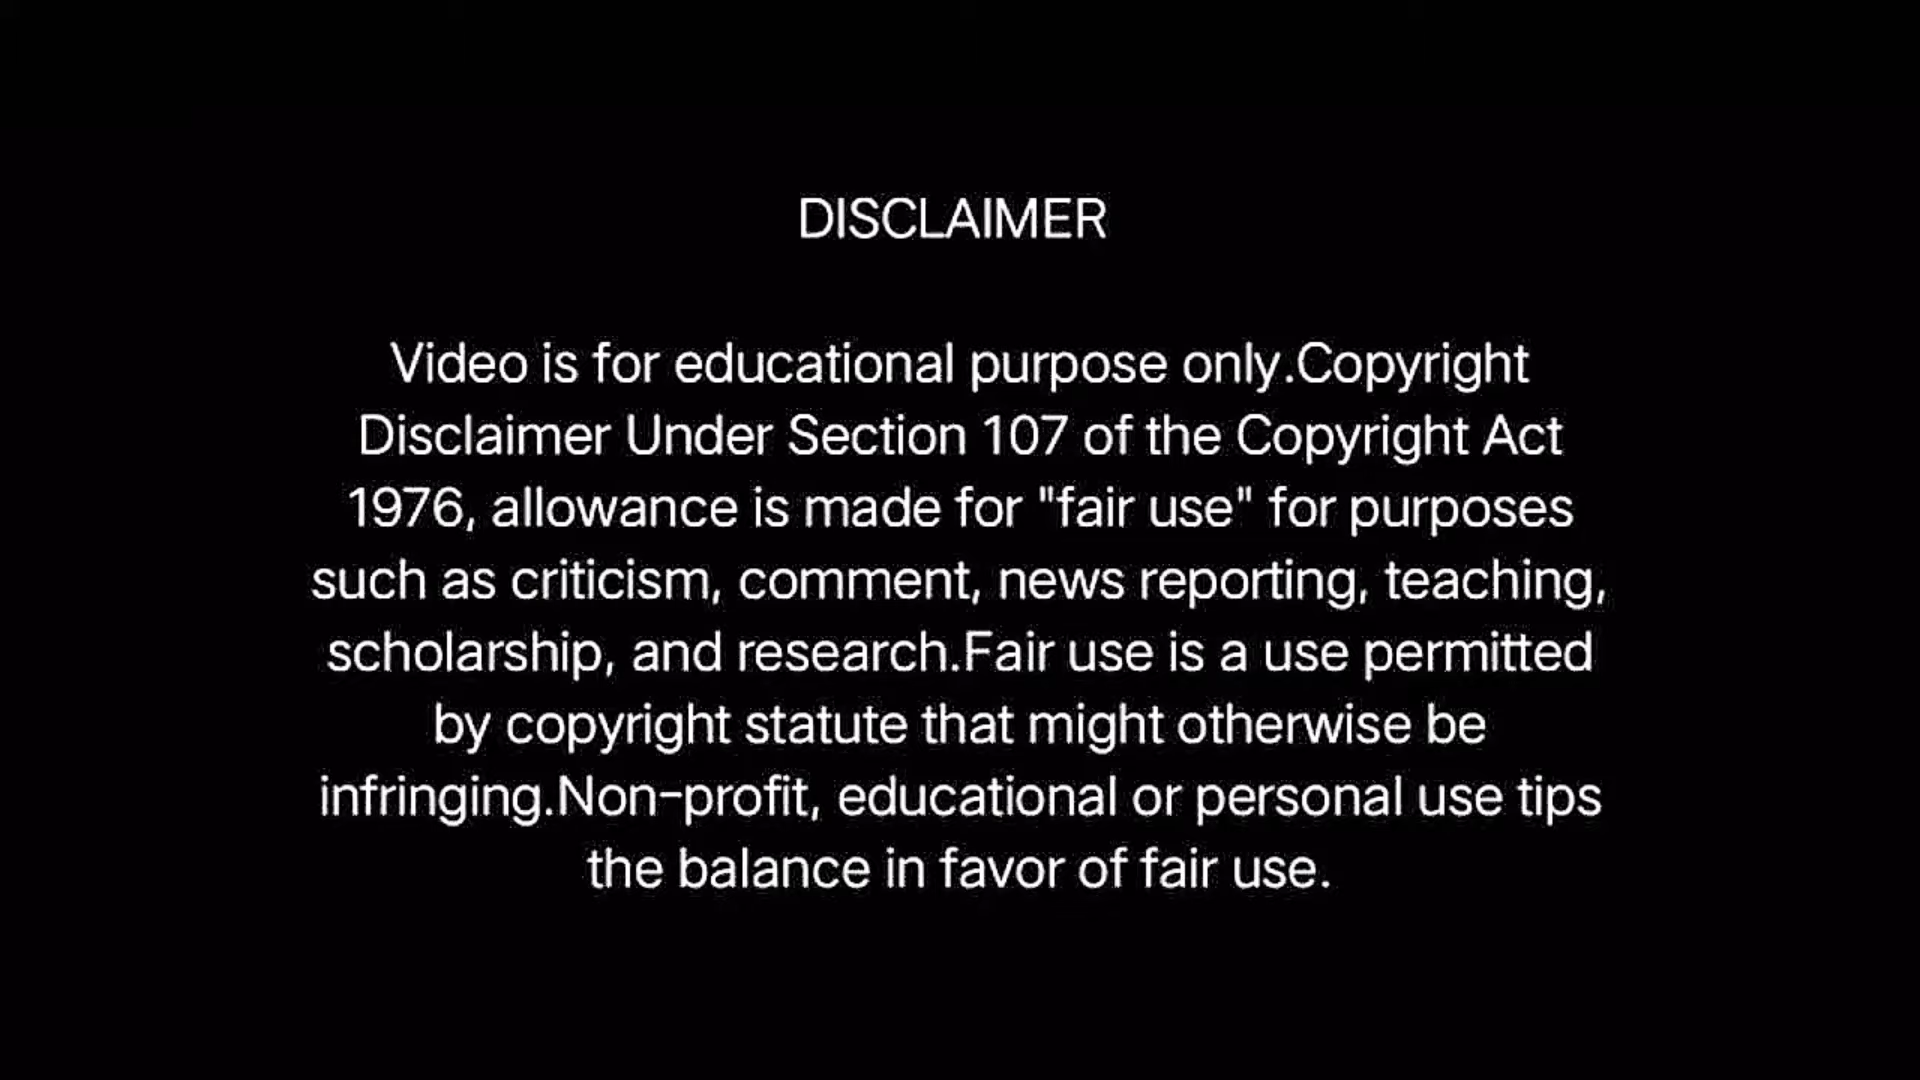 DISCLAIMER
Video is for educational purpose only.Copyright
Disclaimer Under Section 107 of the Copyright Act
1976, allowance is made for "fair use" for purposes
such as criticism, comment, news reporting, teaching,
scholarship, and research.Fair use is a use permitted
by copyright statute that might otherwise be
infringing.Non-profit, educational or personal use tips
the balance in favor of fair use.